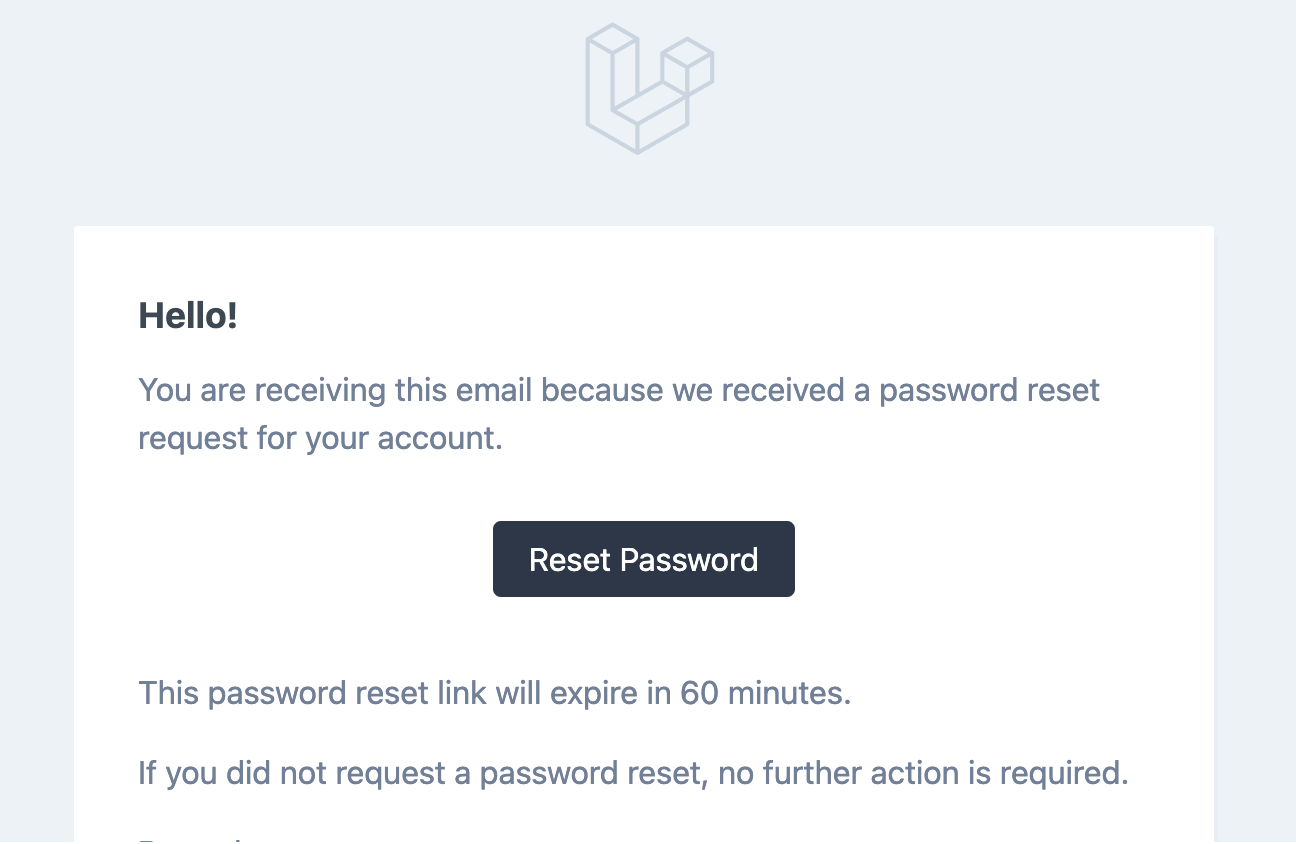 Hello!
You are receiving this email because we received a password reset
request for your account.
Reset Password
This password reset link will expire in 60 minutes.
If you did not request a password reset, no further action is required.